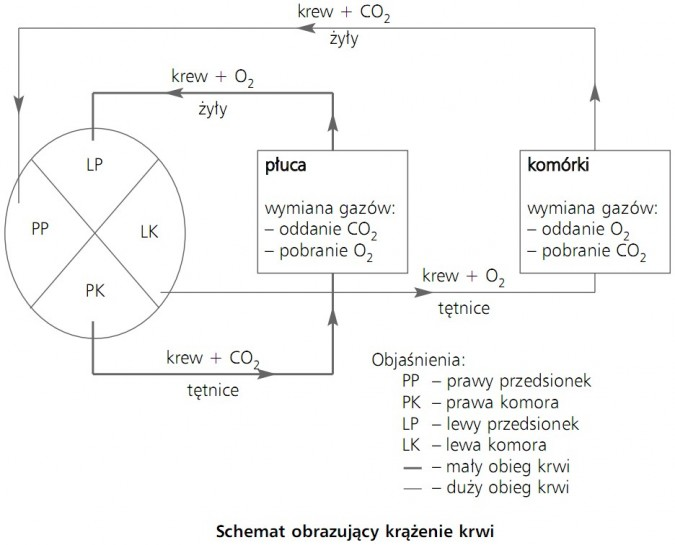 krew + CO₂
żyły
krew + O₂
żyły
LP
PP
LK
PK
płuca
wymiana gazów:
– oddanie CO₂
– pobranie O₂
komórki
wymiana gazów:
– oddanie O₂
– pobranie CO₂
krew + O₂
tętnice
krew + CO₂
tętnice
Objaśnienia:
PP – prawy przedsionek
PK – prawa komora
LP – lewy przedsionek
LK – lewa komora
– mały obieg krwi
– duży obieg krwi
Schemat obrazujący krążenie krwi